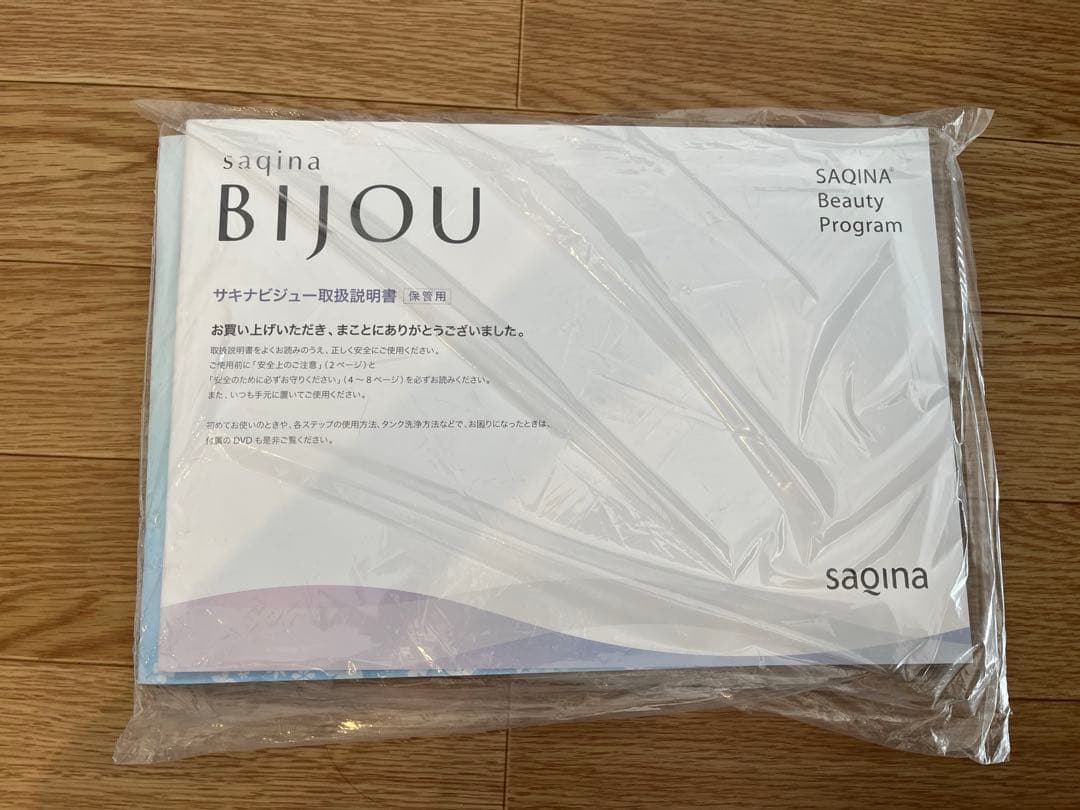 saqina
BIJOU
SAQINA®
Beauty
Program
サキナビジュー取扱説明書 保管用
お買い上げいただき、まことにありがとうございました。
取扱説明書をよくお読みのうえ、正しく安全にご使用ください。
ご使用前に「安全上のご注意」(2ページ)と
「安全のために必ずお守りください」(4〜8ページ)を必ずお読みください。
また、いつも手元に置いてご使用ください。
初めてお使いのときや、各ステップの使用方法、タンク洗浄方法などで、お困りになったときは、
付属のDVDも是非ご覧ください。
saqina